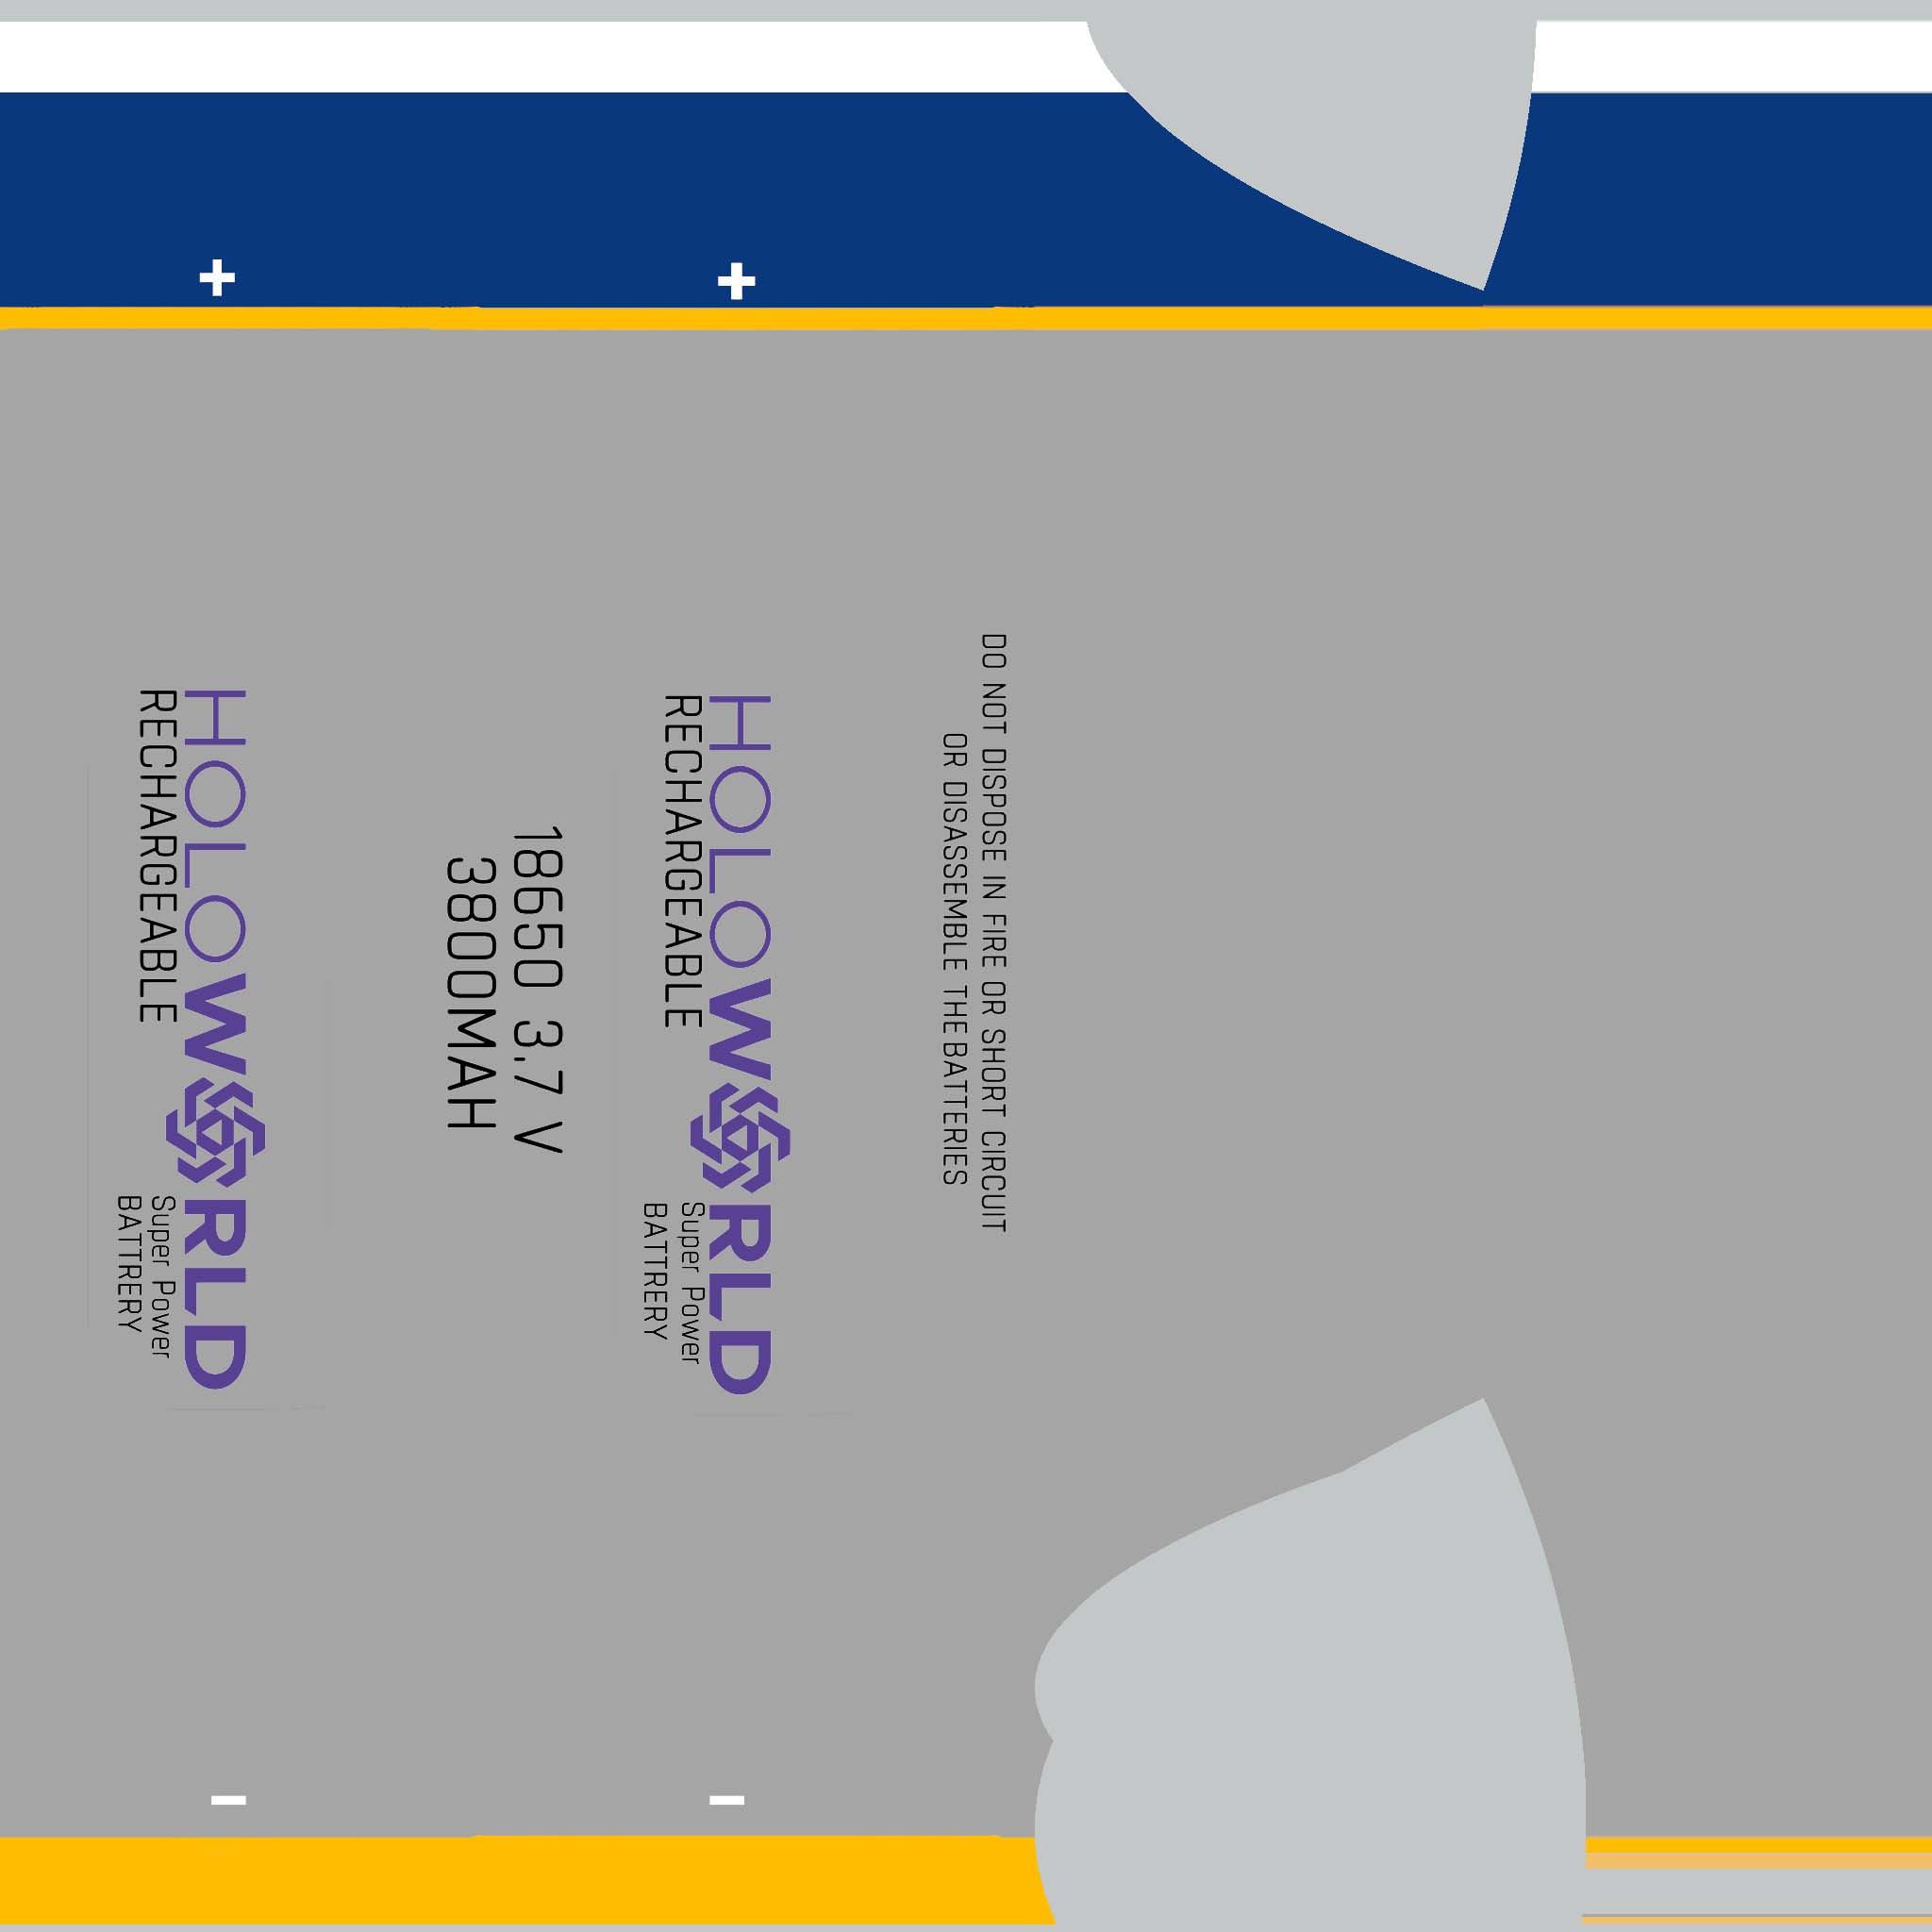 +
+
HOLOWORLD
RECHARGEABLE
Super Power
BATTRERY
18650 3,7 V
3800MAH
HOLOWORLD
RECHARGEABLE
Super Power
BATTRERY
DO NOT DISPOSE IN FIRE OR SHORT CIRCUIT
OR DISASSEMBLE THE BATTERIES
-
-